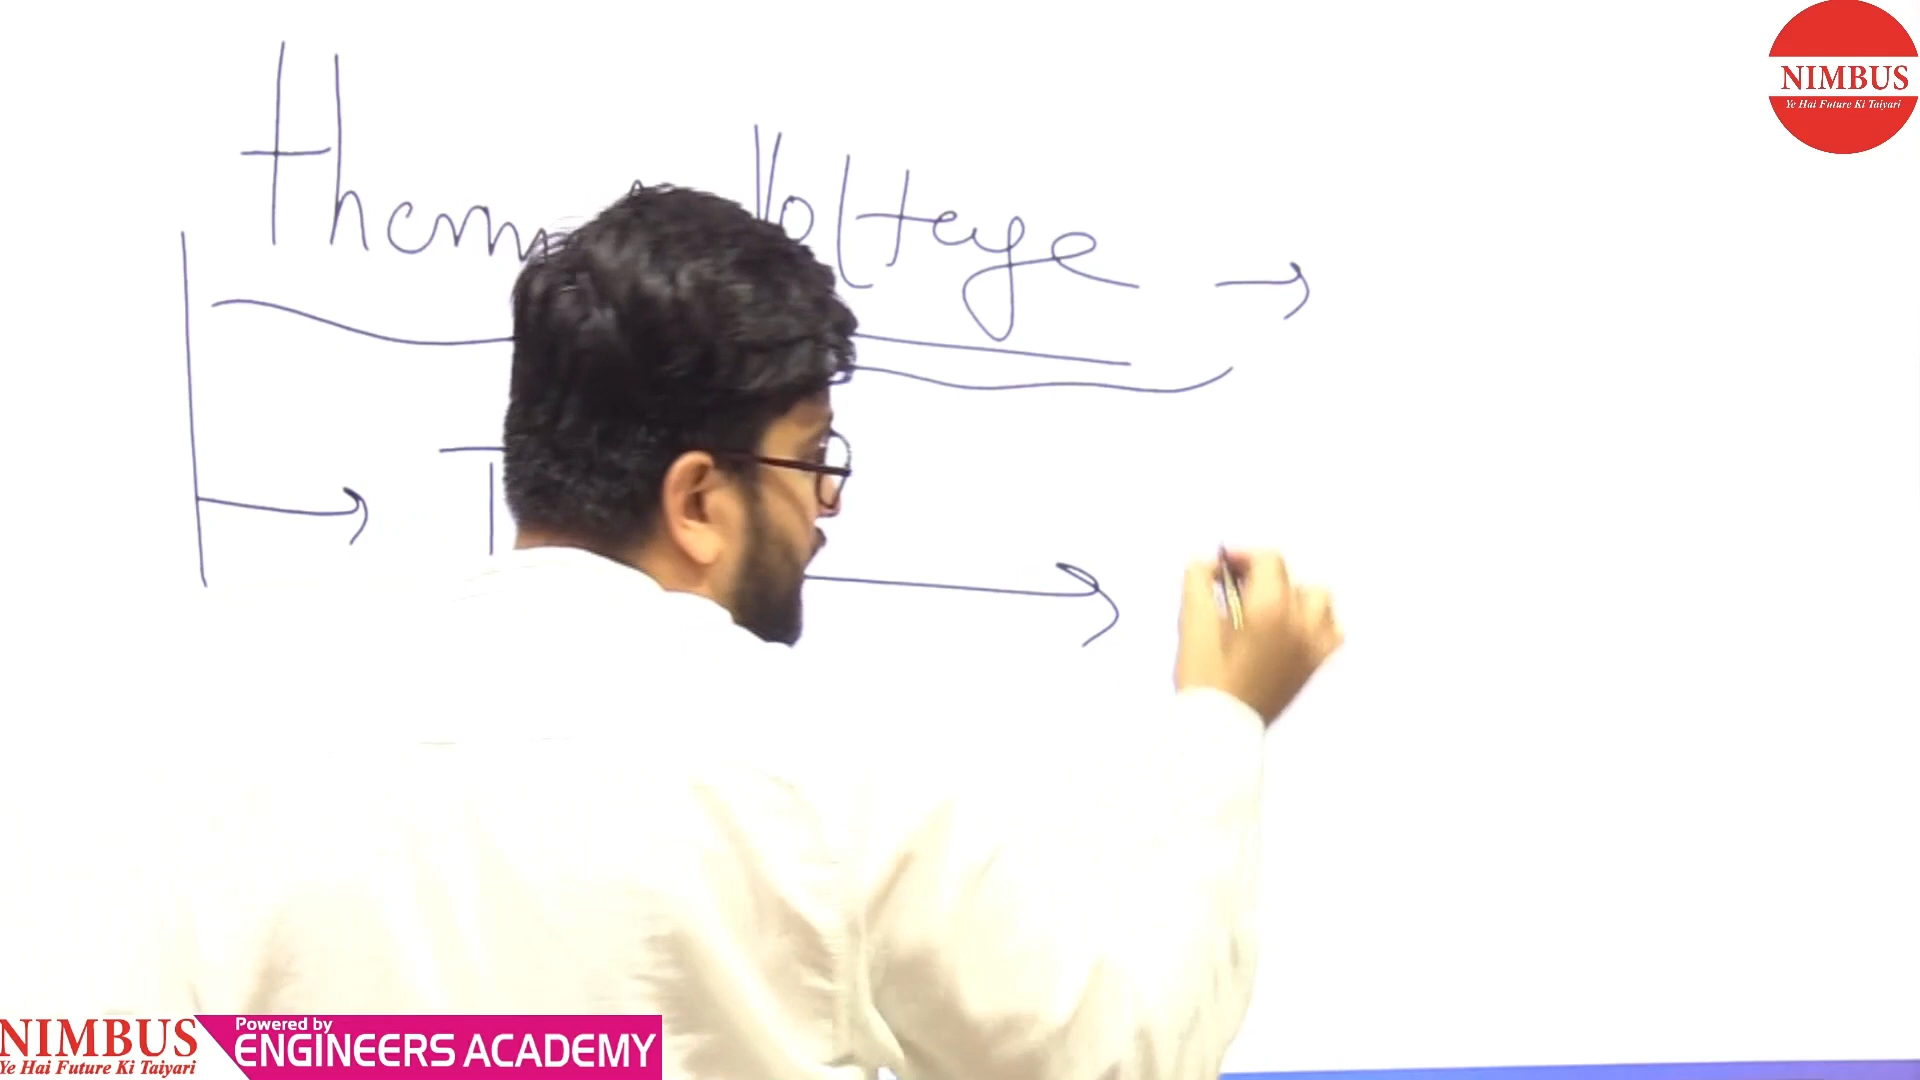 NIMBUS
Ye Hai Future Ki Taiyari
Voltage →
→ T
→
NIMBUS
Ye Hai Future Ki Taiyari
Powered by
ENGINEERS ACADEMY